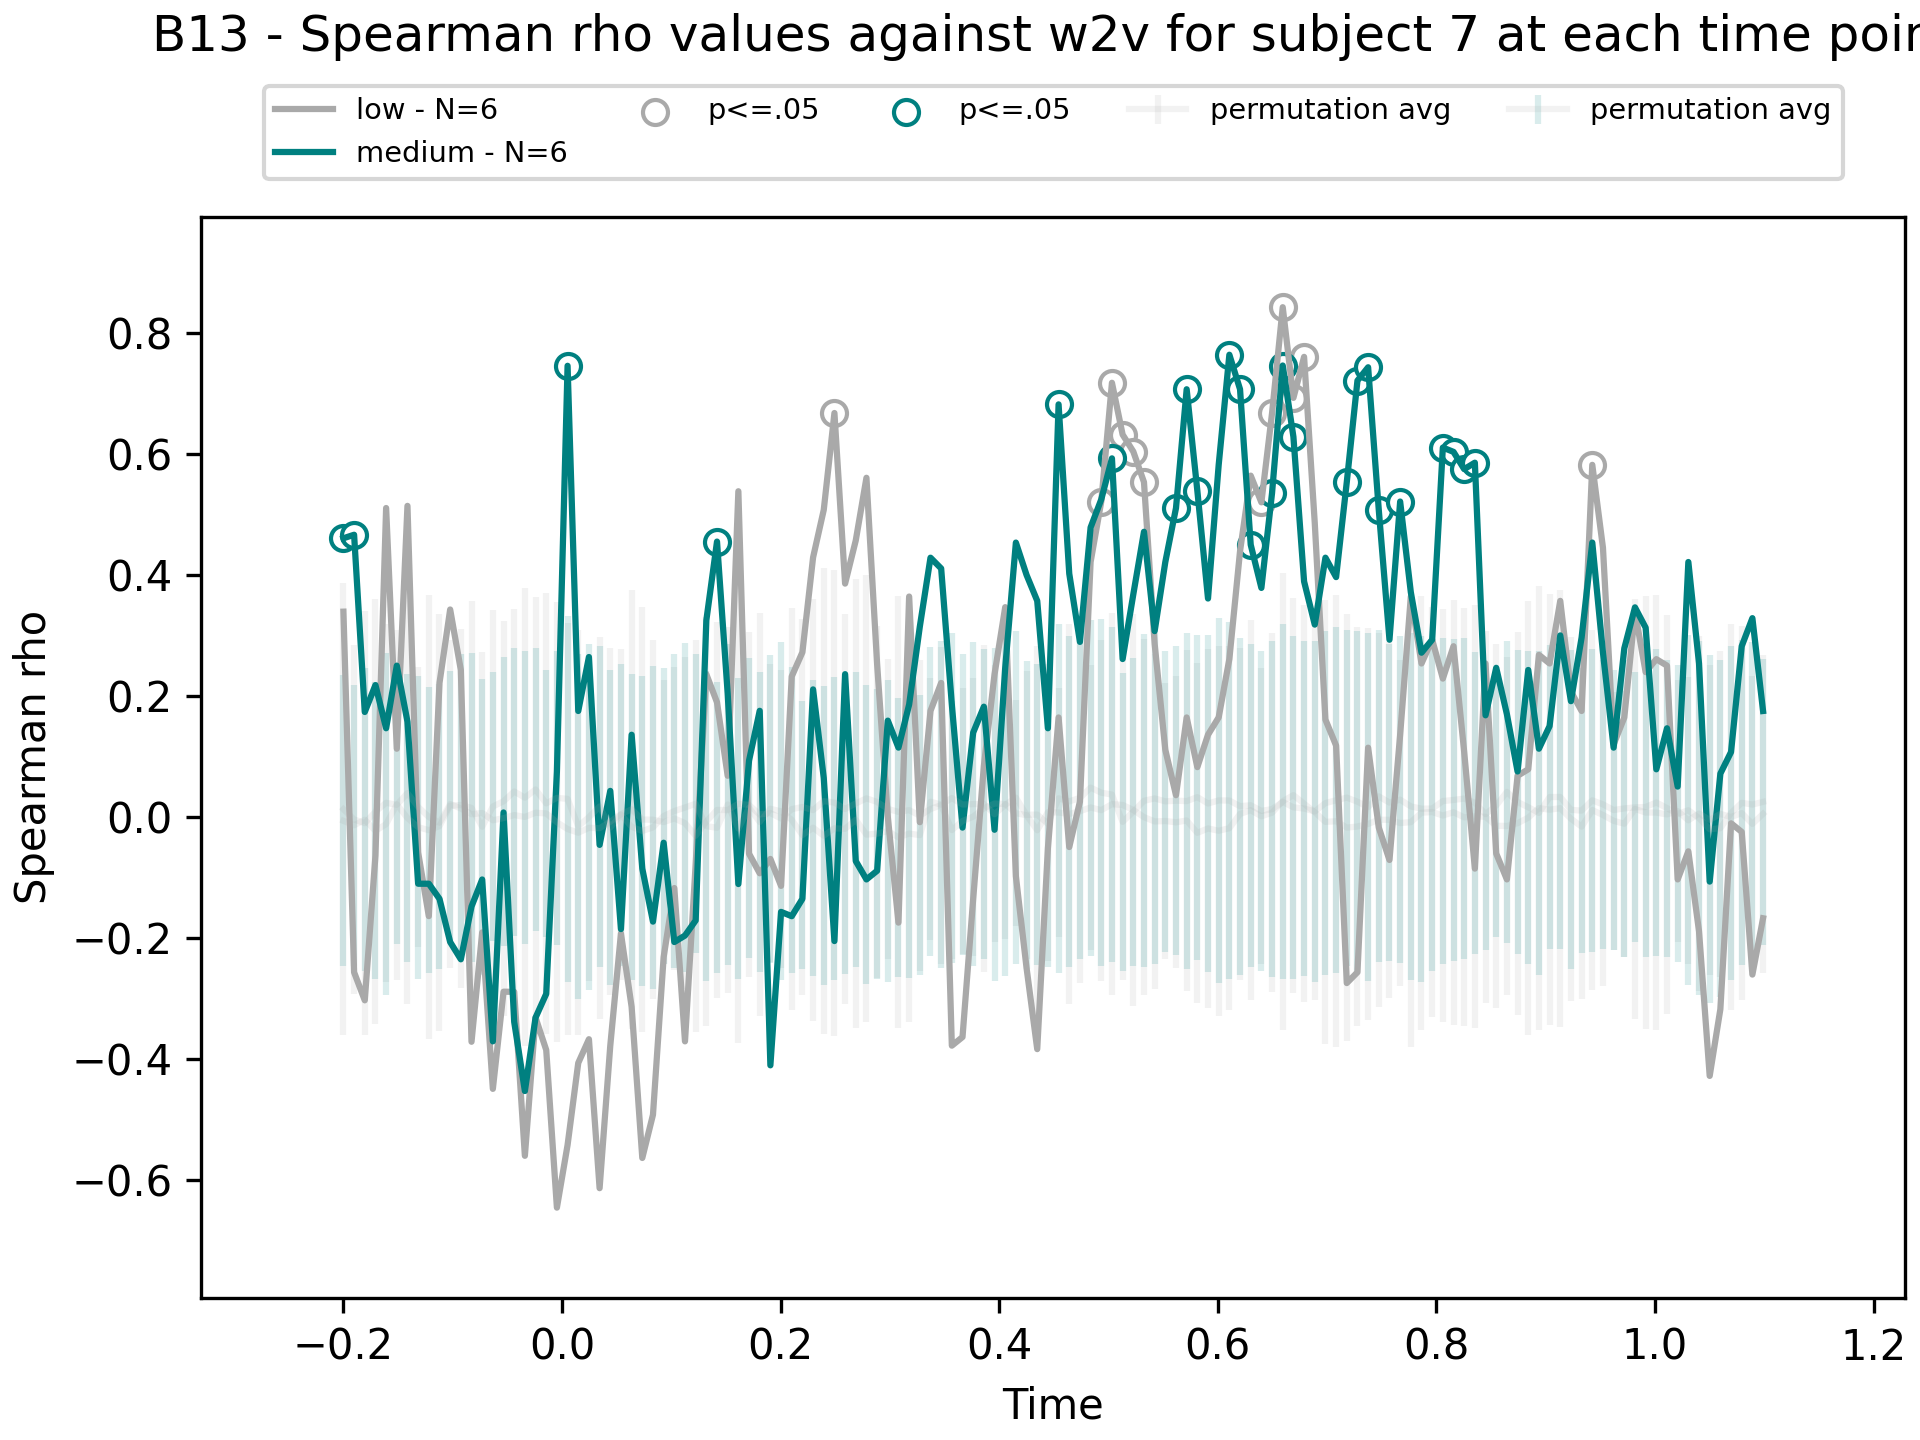 B13 - Spearman rho values against w2v for subject 7 at each time poin
low - N=6
medium - N=6
p<=.05
p<=.05
permutation avg
permutation avg
Spearman rho
0.8
0.6
0.4
0.2
0.0
−0.2
−0.4
−0.6
−0.2
0.0
0.2
0.4
0.6
0.8
1.0
1.2
Time